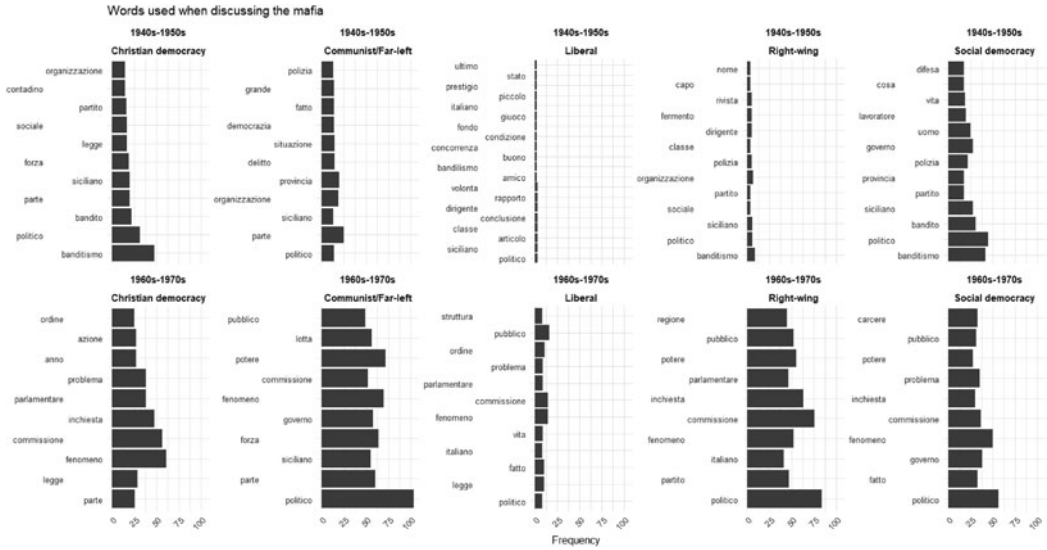 Words used when discussing the mafia
1940s-1950s
Christian democracy
organizzazione
contadino
partito
sociale
legge
forza
siciliano
parte
bandito
politico
banditismo
1940s-1950s
Communist/Far-left
polizia
grande
fatto
democrazia
situazione
delitto
provincia
organizzazione
siciliano
parte
politico
1940s-1950s
Liberal
ultimo
stato
prestigio
piccolo
italiano
giuoco
fondo
condizione
concorrenza
buono
bandilismo
amico
volonta
rapporto
dirigente
conclusione
classe
articolo
siciliano
politico
1940s-1950s
Right-wing
nome
capo
rivista
fermento
dirigente
classe
polizia
organizzazione
partito
sociale
siciliano
politico
banditismo
1940s-1950s
Social democracy
difesa
cosa
vita
lavoratore
uomo
governo
polizia
provincia
partito
siciliano
bandito
politico
banditismo
1960s-1970s
Christian democracy
ordine
azione
anno
problema
parlamentare
inchiesta
commissione
fenomeno
legge
parte
0 25 50 75 100
1960s-1970s
Communist/Far-left
pubblico
lotta
potere
commissione
fenomeno
governo
forza
siciliano
parte
politico
0 25 50 75 100
1960s-1970s
Liberal
struttura
pubblico
ordine
problema
parlamentare
commissione
fenomeno
vita
italiano
fatto
legge
politico
0 25 50 75 100
1960s-1970s
Right-wing
regione
pubblico
potere
parlamentare
inchiesta
commissione
fenomeno
italiano
partito
politico
0 25 50 75 100
1960s-1970s
Social democracy
carcere
pubblico
potere
problema
inchiesta
commissione
fenomeno
governo
fatto
politico
0 25 50 75 100
Frequency